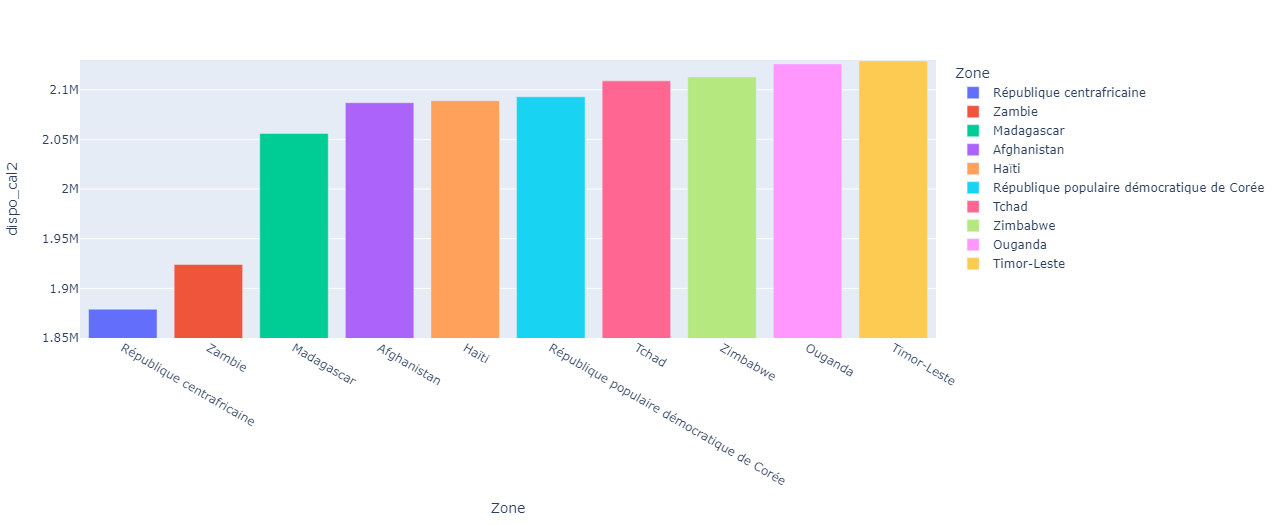 dispo_cal2
2.1M
2.05M
2M
1.95M
1.9M
1.85M
République centrafricaine
Zambie
Madagascar
Afghanistan
Haïti
République populaire démocratique de Corée
Tchad
Zimbabwe
Ouganda
Timor-Leste
Zone
Zone
République centrafricaine
Zambie
Madagascar
Afghanistan
Haïti
République populaire démocratique de Corée
Tchad
Zimbabwe
Ouganda
Timor-Leste